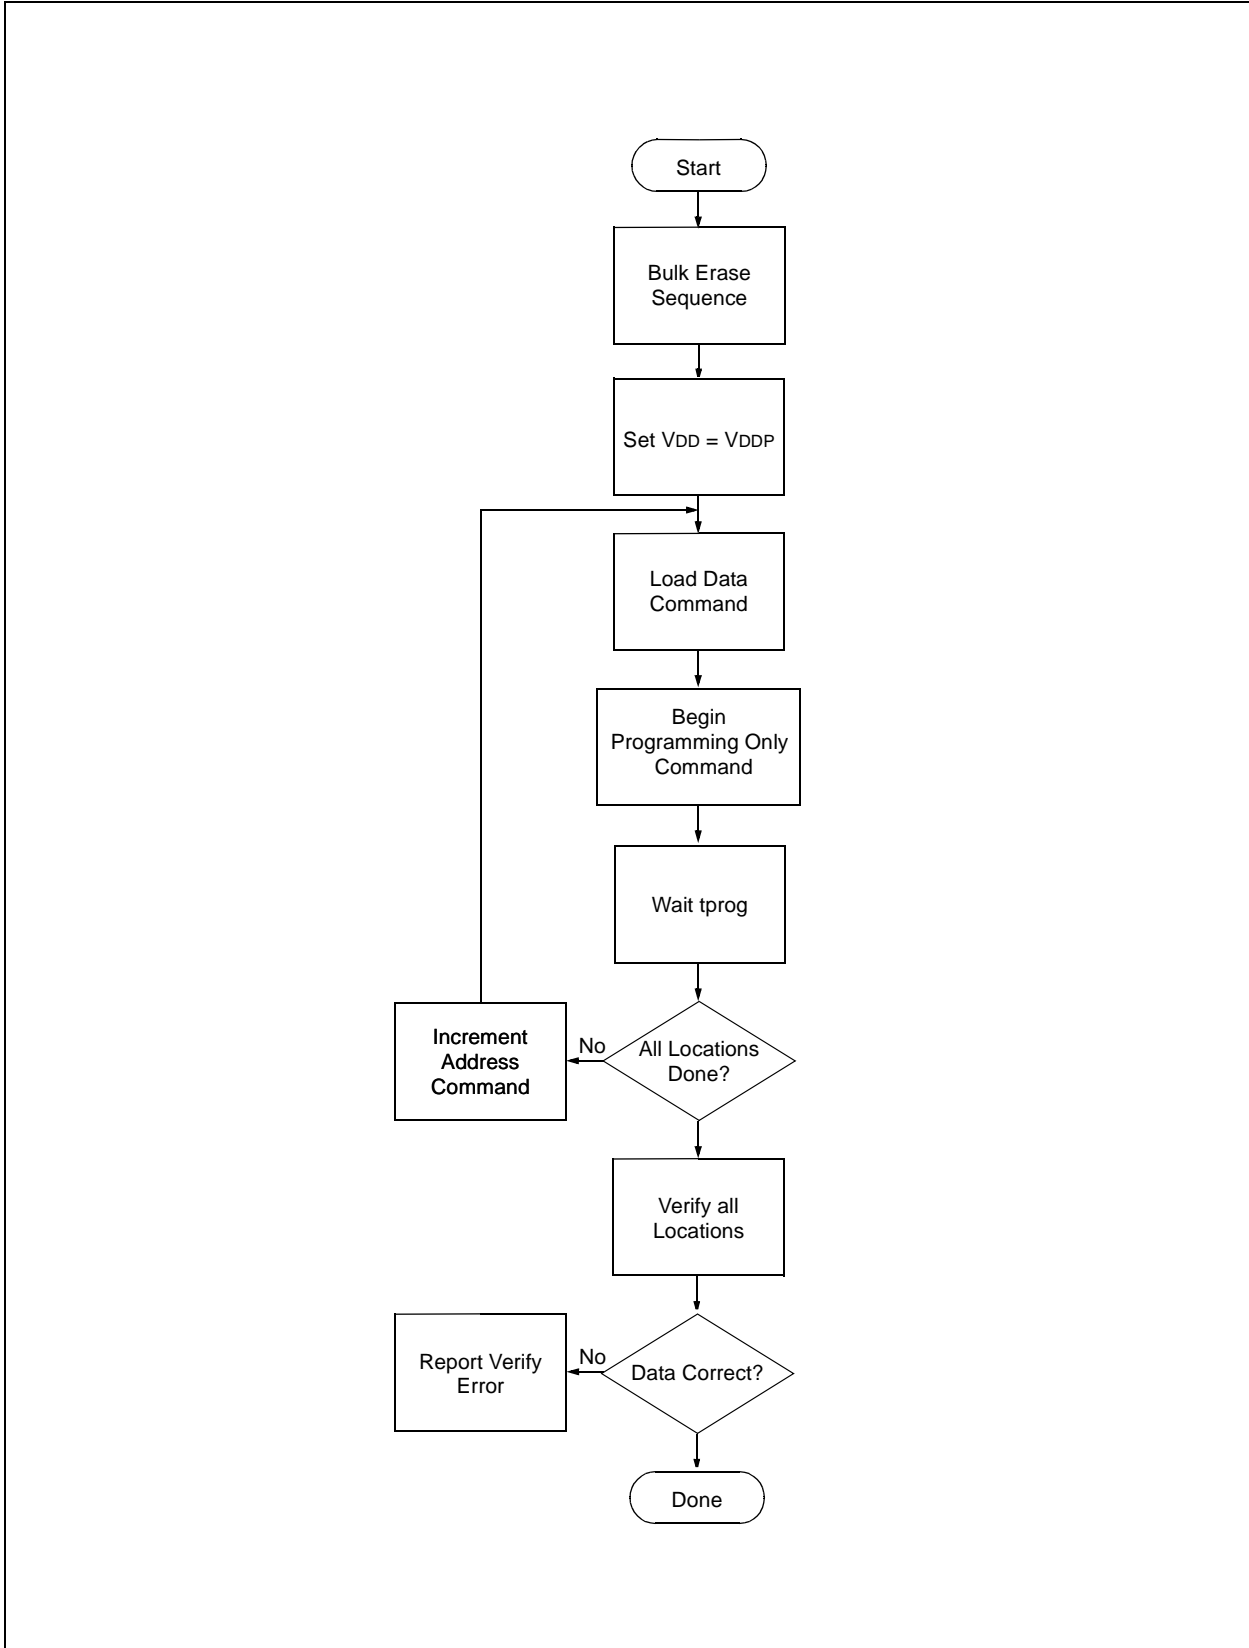 Start
Bulk Erase
Sequence
Set VDD = VDDP
Load Data
Command
Begin
Programming Only
Command
Wait tprog
Increment
Address
Command
No
All Locations
Done?
Verify all
Locations
Report Verify
Error
No
Data Correct?
Done